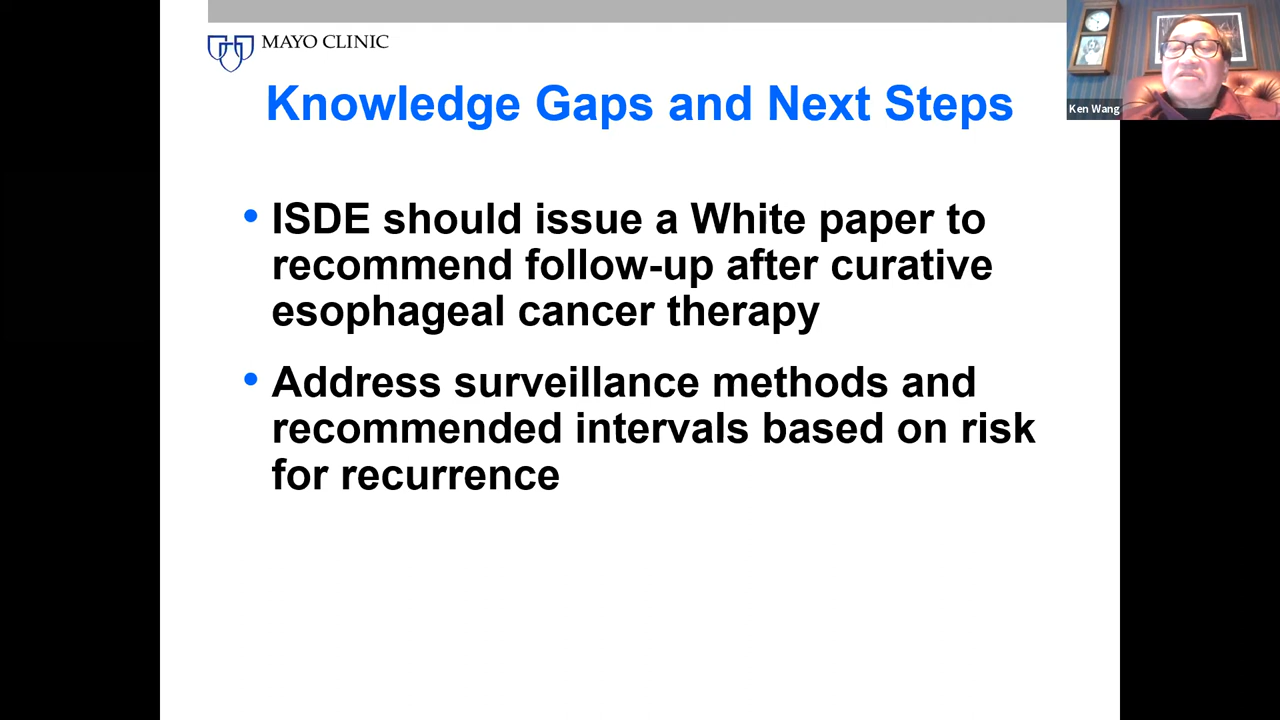 MAYO CLINIC
Ken Wang
Knowledge Gaps and Next Steps
• ISDE should issue a White paper to
recommend follow-up after curative
esophageal cancer therapy
• Address surveillance methods and
recommended intervals based on risk
for recurrence